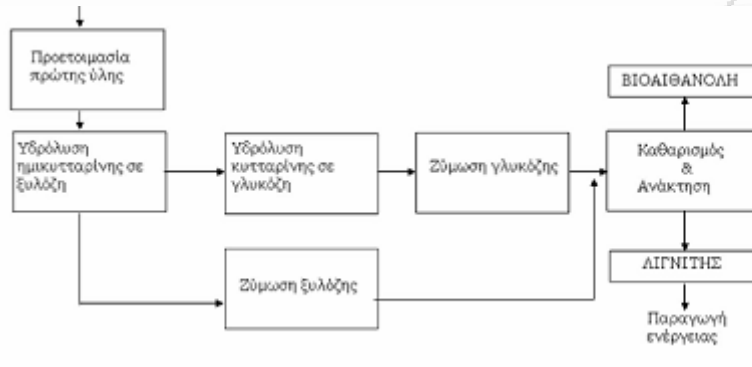 Προετοιμασία
πρώτης ύλης
Υδρόλυση
ημικυτταρίνης σε
ξυλόζη
Υδρόλυση
κυτταρίνης σε
γλυκόζη
Ζύμωση γλυκόζης
Ζύμωση ξυλόζης
ΒΙΟΑΙΘΑΝΟΛΗ
Καθαρισμός
&
Ανάκτηση
ΛΙΓΝΙΤΗΣ
Παραγωγή
ενέργειας